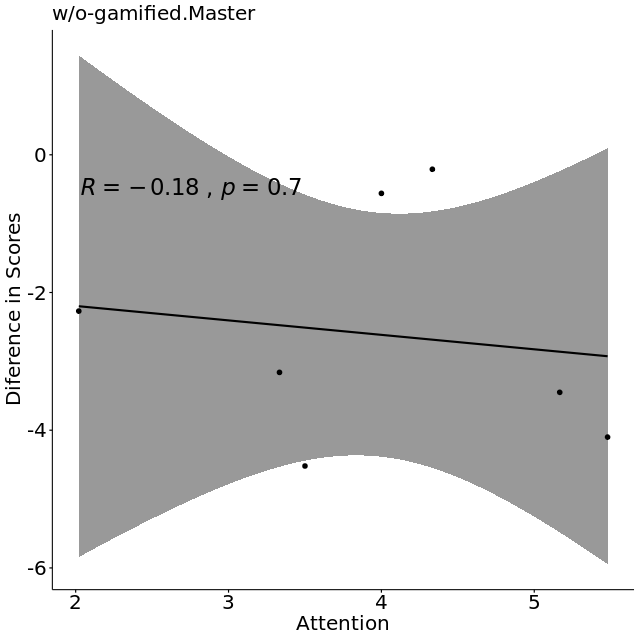 w/o-gamified.Master
0
R = −0.18 , p = 0.7
-2
-4
-6
Diference in Scores
2 3 4 5
Attention